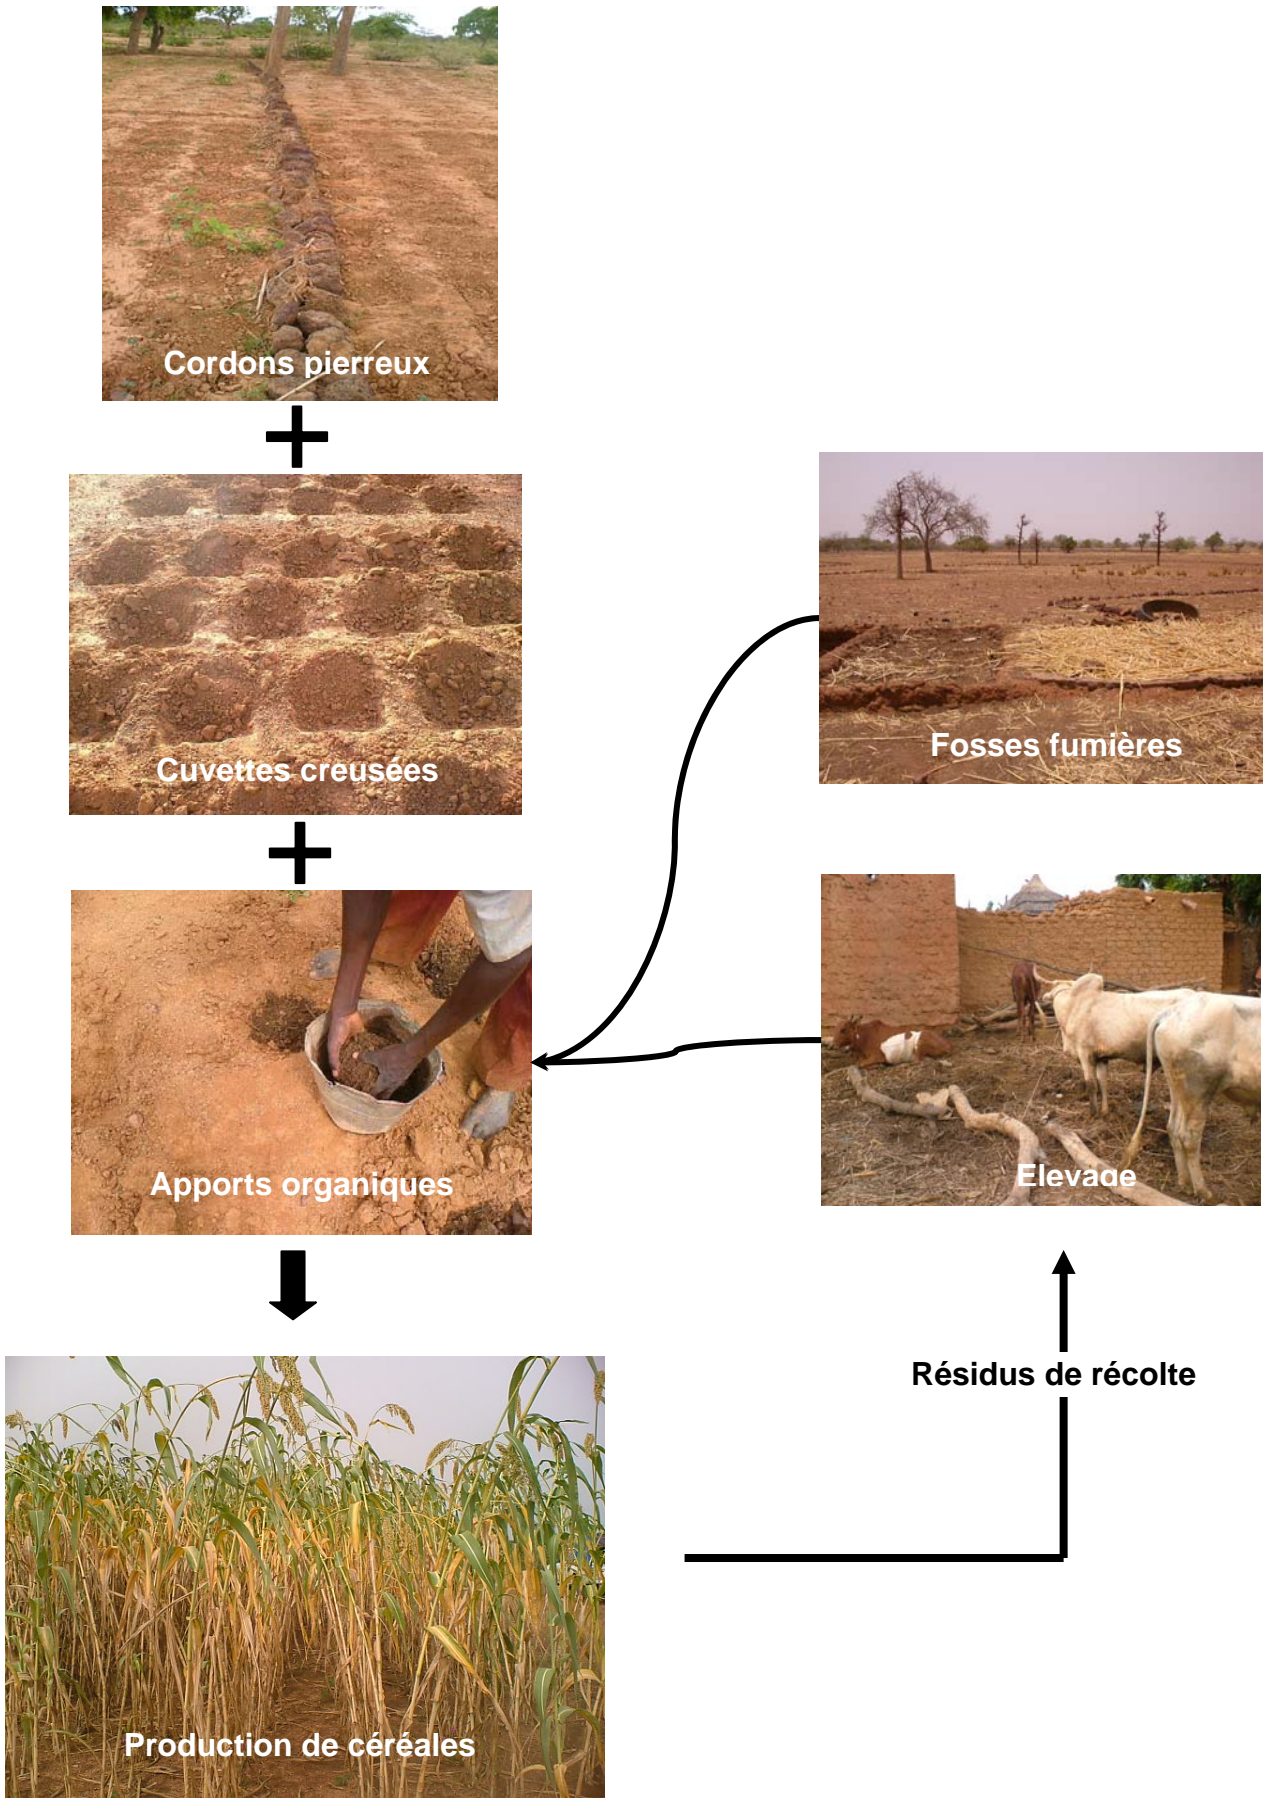 Cordons pierreux
Cuvettes creusées
Fosses fumières
Apports organiques
Elevage
Résidus de récolte
Production de céréales